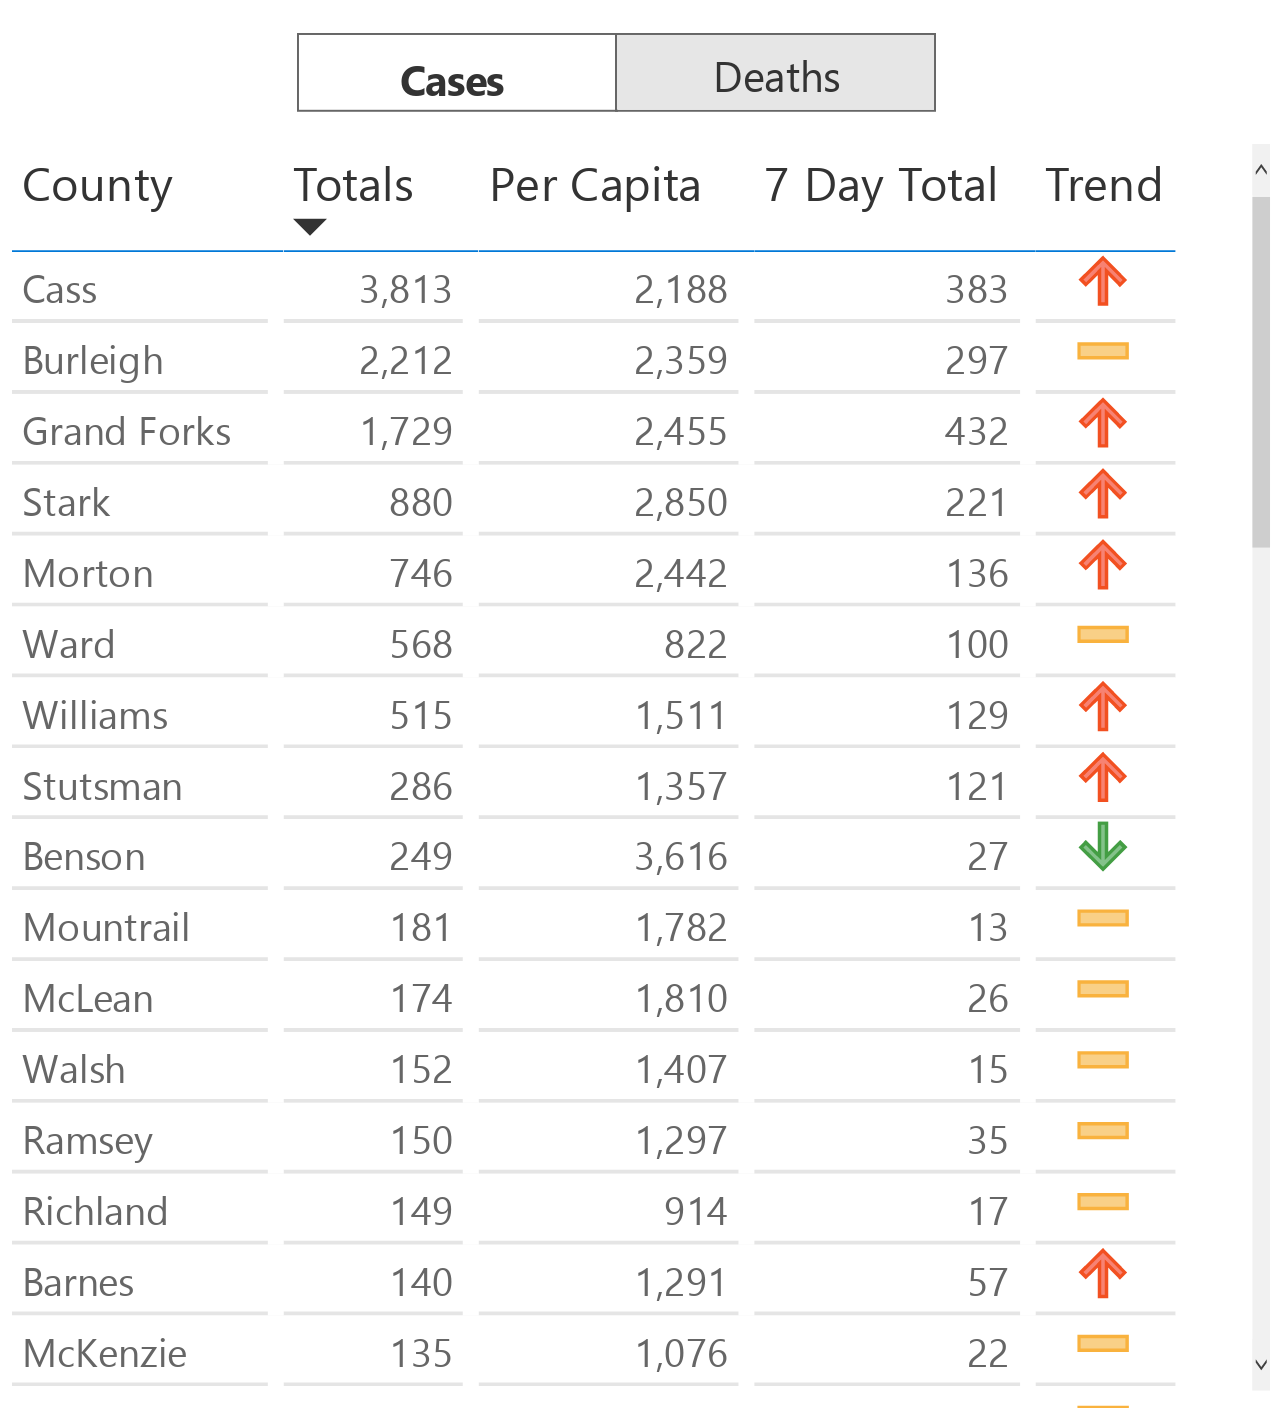 Cases Deaths
County Totals Per Capita 7 Day Total Trend
Cass 3,813 2,188 383
Burleigh 2,212 2,359 297
Grand Forks 1,729 2,455 432
Stark 880 2,850 221
Morton 746 2,442 136
Ward 568 822 100
Williams 515 1,511 129
Stutsman 286 1,357 121
Benson 249 3,616 27
Mountrail 181 1,782 13
McLean 174 1,810 26
Walsh 152 1,407 15
Ramsey 150 1,297 35
Richland 149 914 17
Barnes 140 1,291 57
McKenzie 135 1,076 22